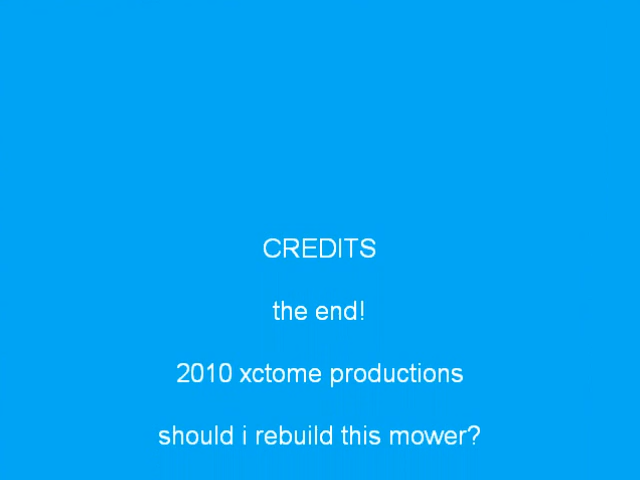 CREDITS
the end!
2010 xctome productions
should i rebuild this mower?